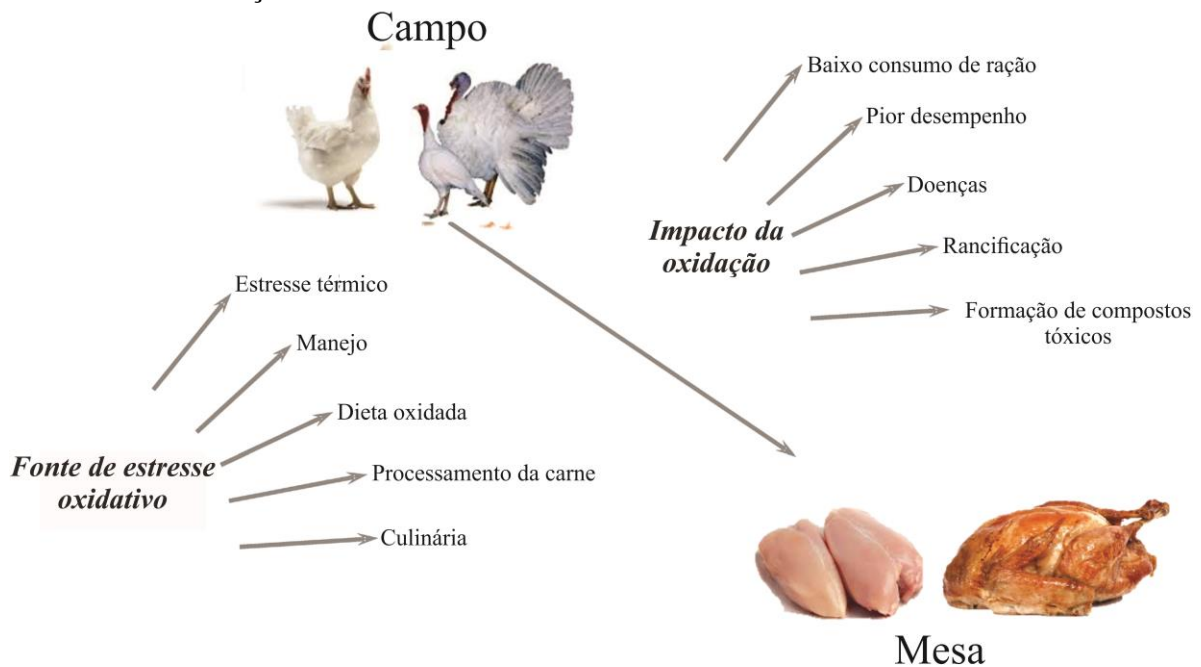 Campo
Baixo consumo de ração
Pior desempenho
Doenças
Impacto da
oxidação
Rancificação
Formação de compostos
tóxicos
Estresse térmico
Manejo
Dieta oxidada
Fonte de estresse
oxidativo
Processamento da carne
Culinária
Mesa